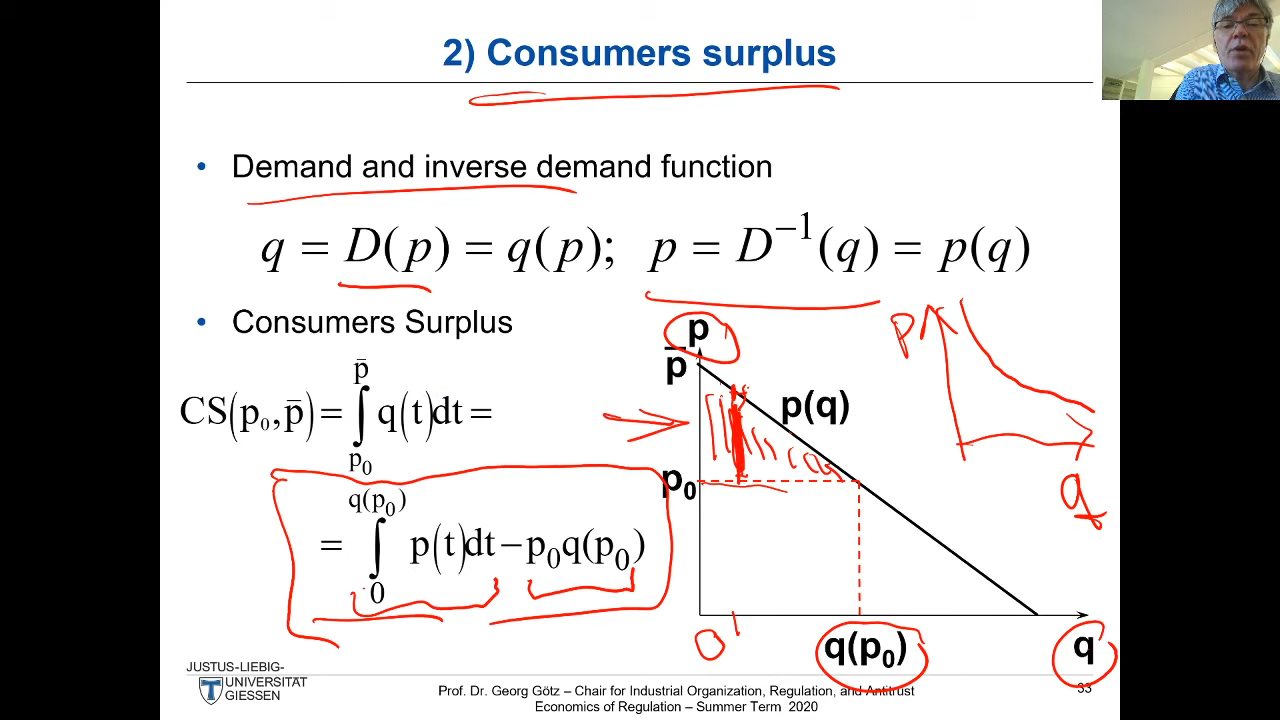 2) Consumers surplus
• Demand and inverse demand function
q = D(p) = q(p); p = D⁻¹(q) = p(q)
• Consumers Surplus
CS(p₀,p̄) = ∫_{p₀}^{p̄} q(t)dt =
= ∫_{0}^{q(p₀)} p(t)dt − p₀q(p₀)
p
p̄
p(q)
p₀
0
q(p₀)
q
p
q
JUSTUS-LIEBIG-
UNIVERSITAT
GIESSEN
Prof. Dr. Georg Götz – Chair for Industrial Organization, Regulation, and Antitrust
Economics of Regulation – Summer Term 2020
33